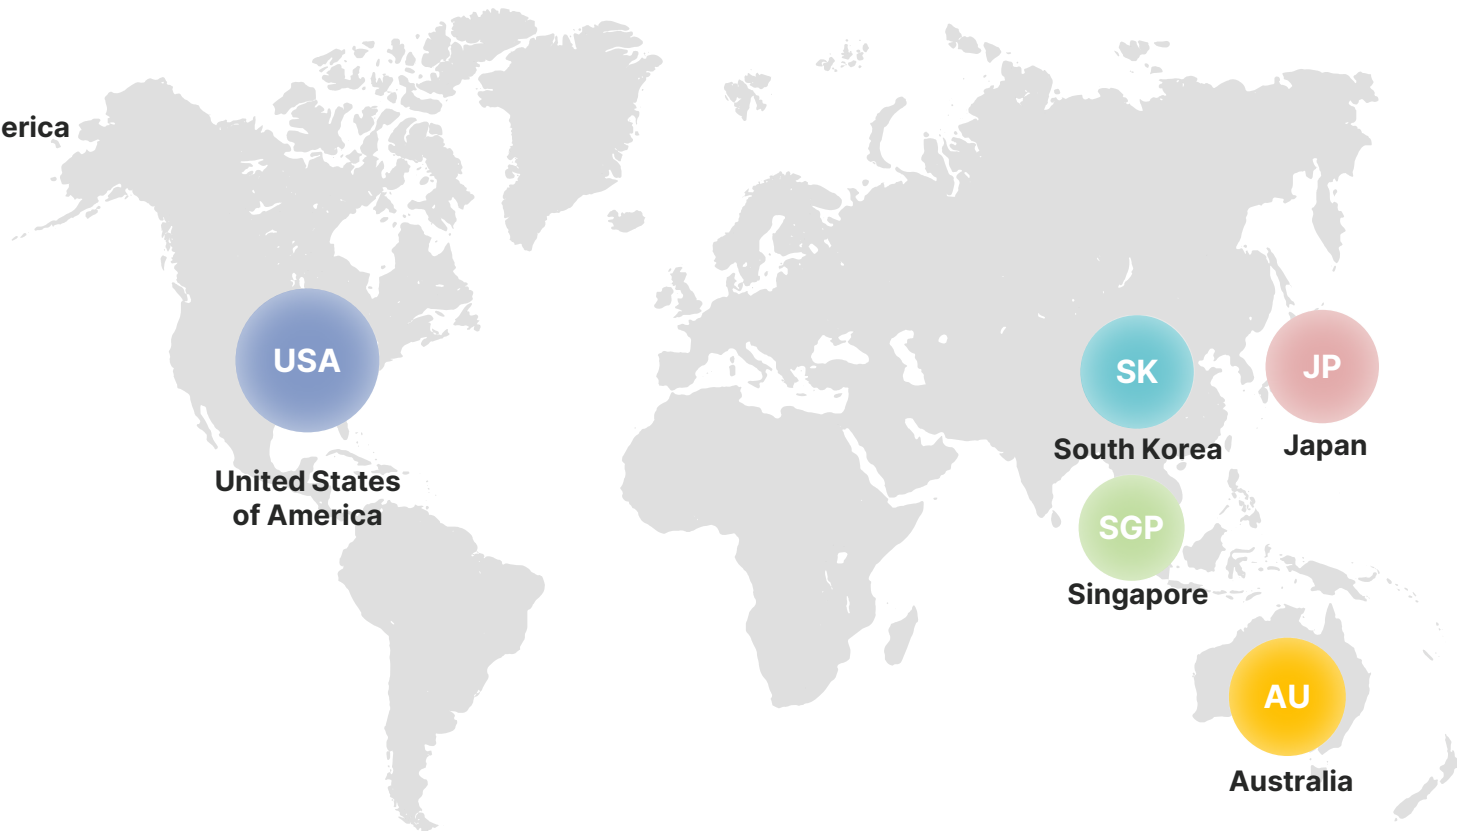 erica
USA
United States
of America
SK
South Korea
JP
Japan
SGP
Singapore
AU
Australia